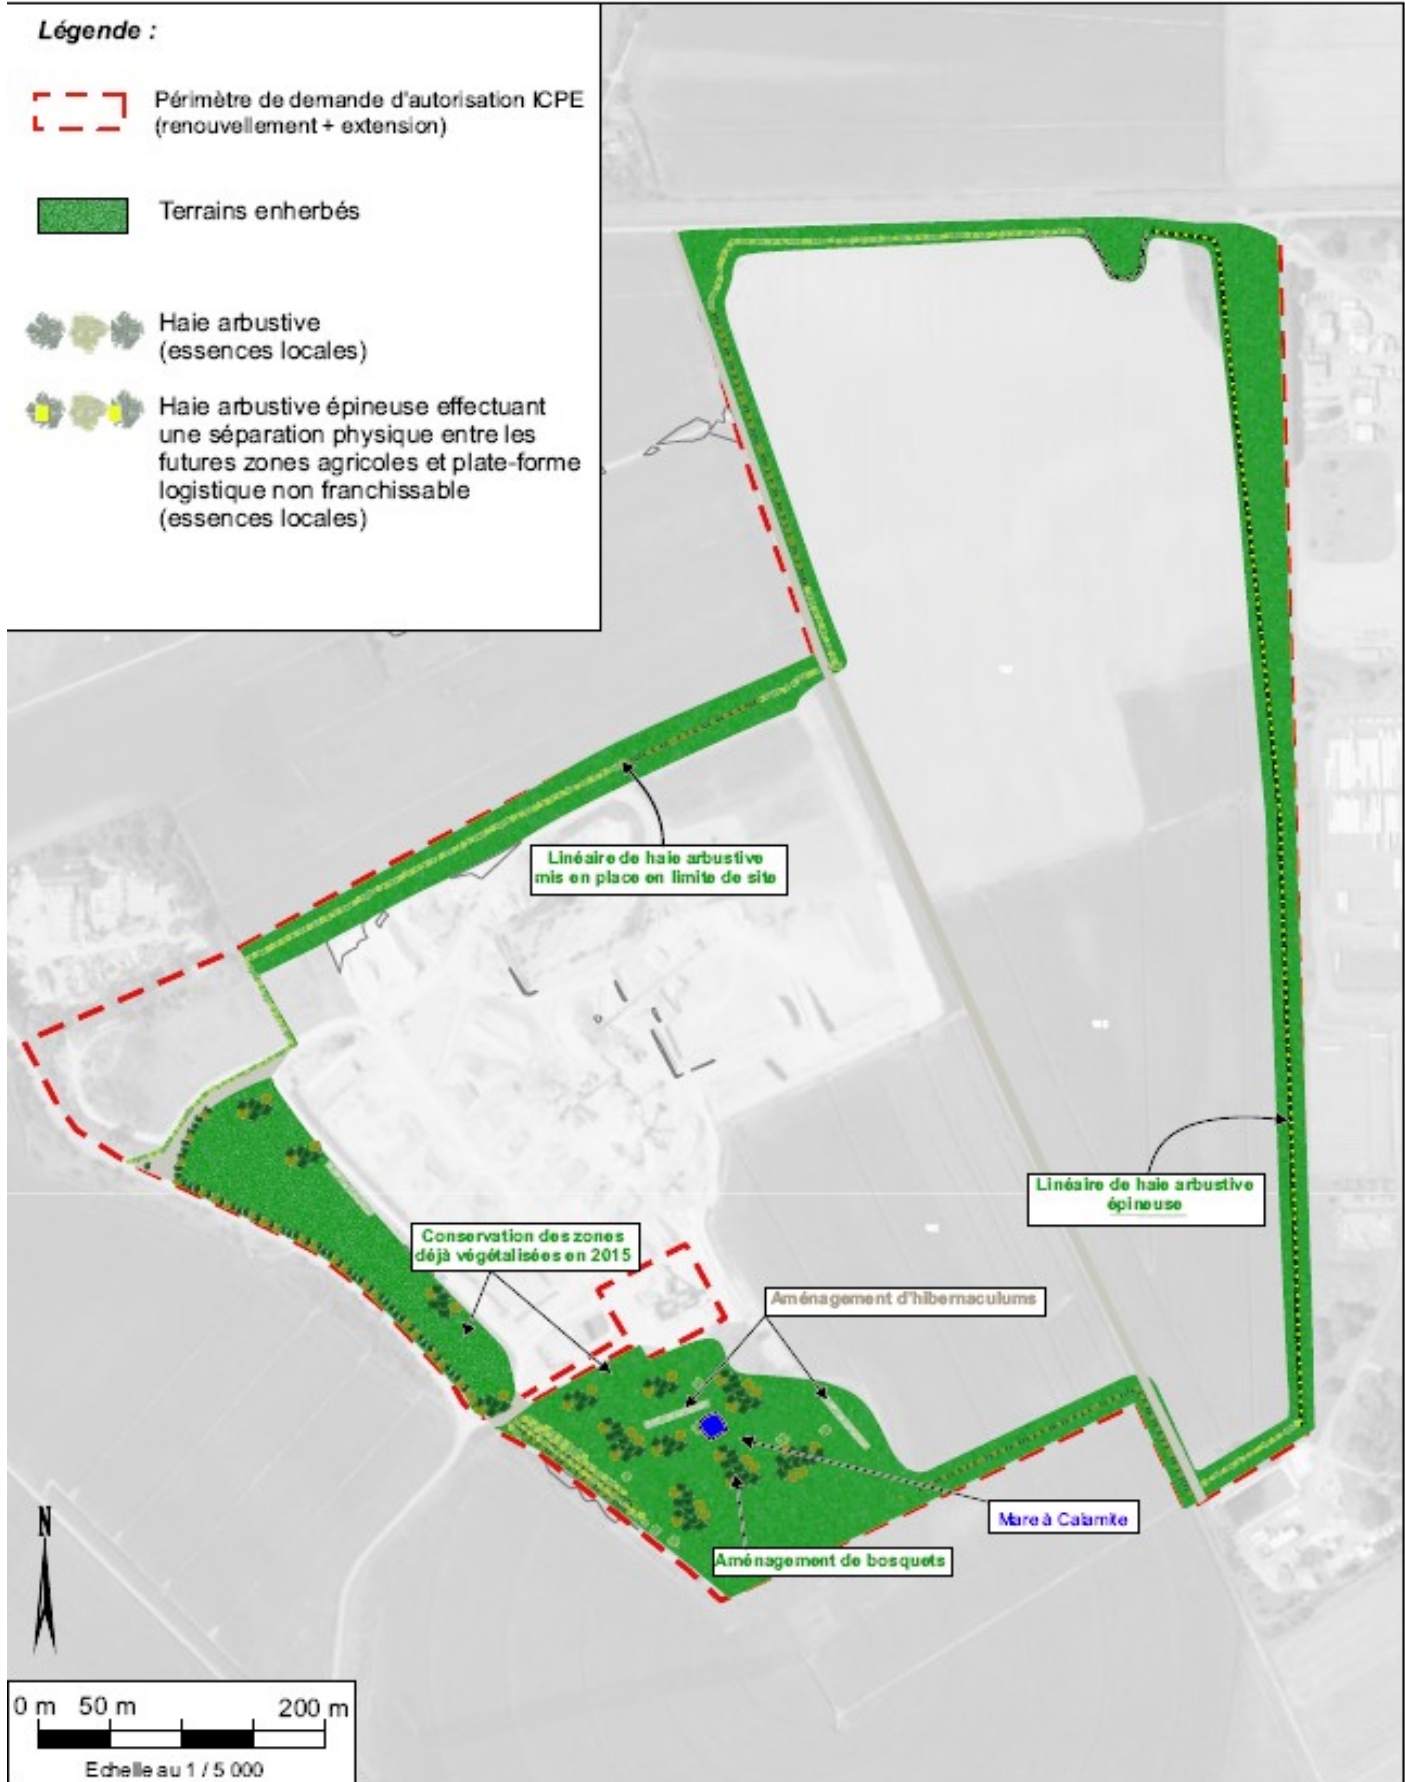 Légende :
Périmètre de demande d'autorisation ICPE
(renouvellement + extension)
Terrains enherbés
Haie arbustive
(essences locales)
Haie arbustive épineuse effectuant
une séparation physique entre les
futures zones agricoles et plate-forme
logistique non franchissable
(essences locales)
Linéaire de haie arbustive
mis en place en limite de site
Linéaire de haie arbustive
épineuse
Conservation des zones
déjà végétalisées en 2015
Aménagement d'hibernaculums
Mare à Calamite
Aménagement de bosquets
N
0 m 50 m 200 m
Echelle au 1 / 5 000